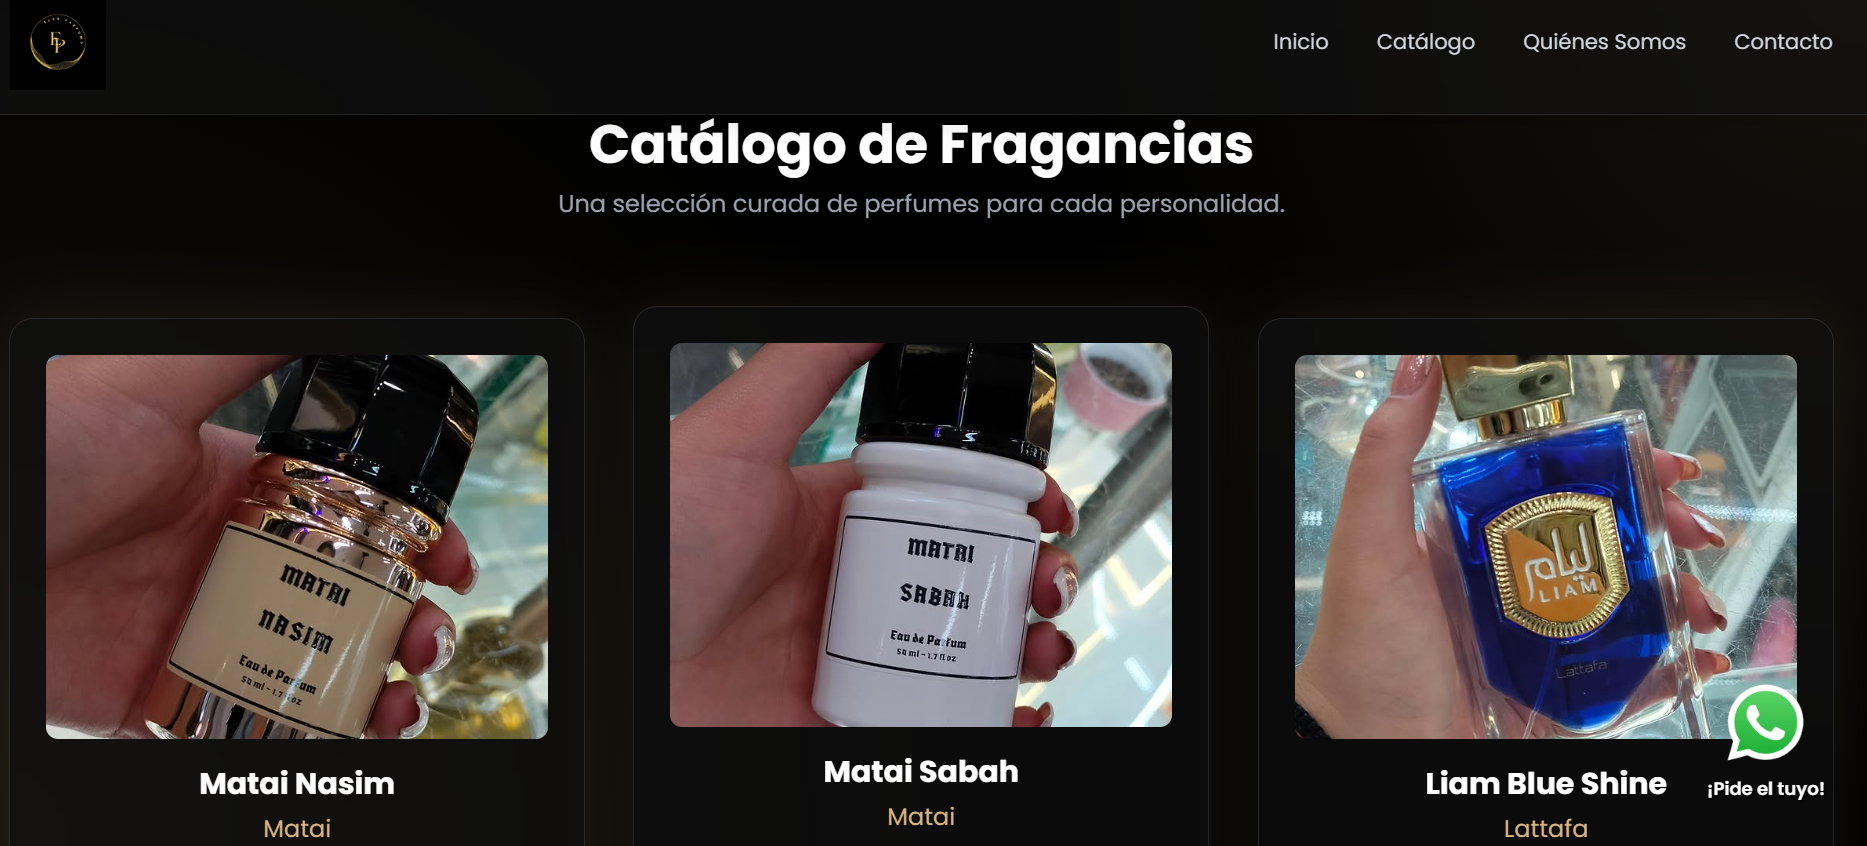 FP
Inicio
Catálogo
Quiénes Somos
Contacto
Catálogo de Fragancias
Una selección curada de perfumes para cada personalidad.
MATAI
NASIM
Eau de Parfum
50 ml - 1.7 fl oz
Matai Nasim
Matai
MATAI
SABAH
Eau de Parfum
50 ml - 1.7 fl oz
Matai Sabah
Matai
ليام
LIAM
Lattafa
Liam Blue Shine
Lattafa
¡Pide el tuyo!